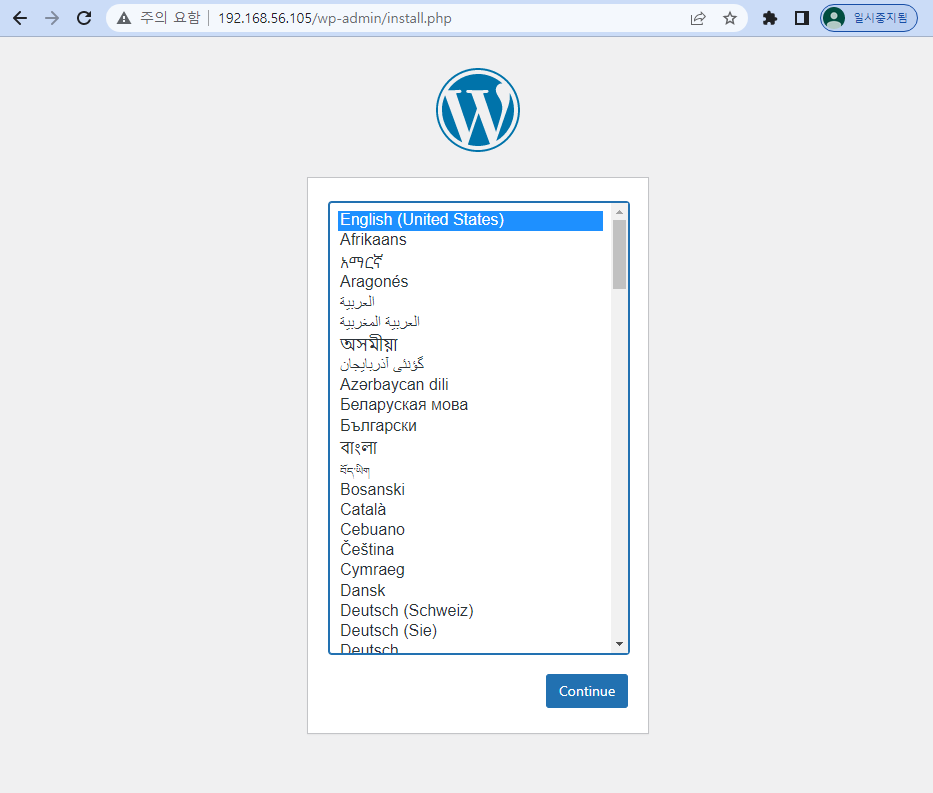 주의 요함 192.168.56.105/wp-admin/install.php
일시중지됨
English (United States)
Afrikaans
አማርኛ
Aragonés
العربية
العربية المغربية
অসমীয়া
گؤنئی آذربایجان
Azərbaycan dili
Беларуская мова
Български
বাংলা
བོད་ཡིག
Bosanski
Català
Cebuano
Čeština
Cymraeg
Dansk
Deutsch (Schweiz)
Deutsch (Sie)
Deutsch
Continue